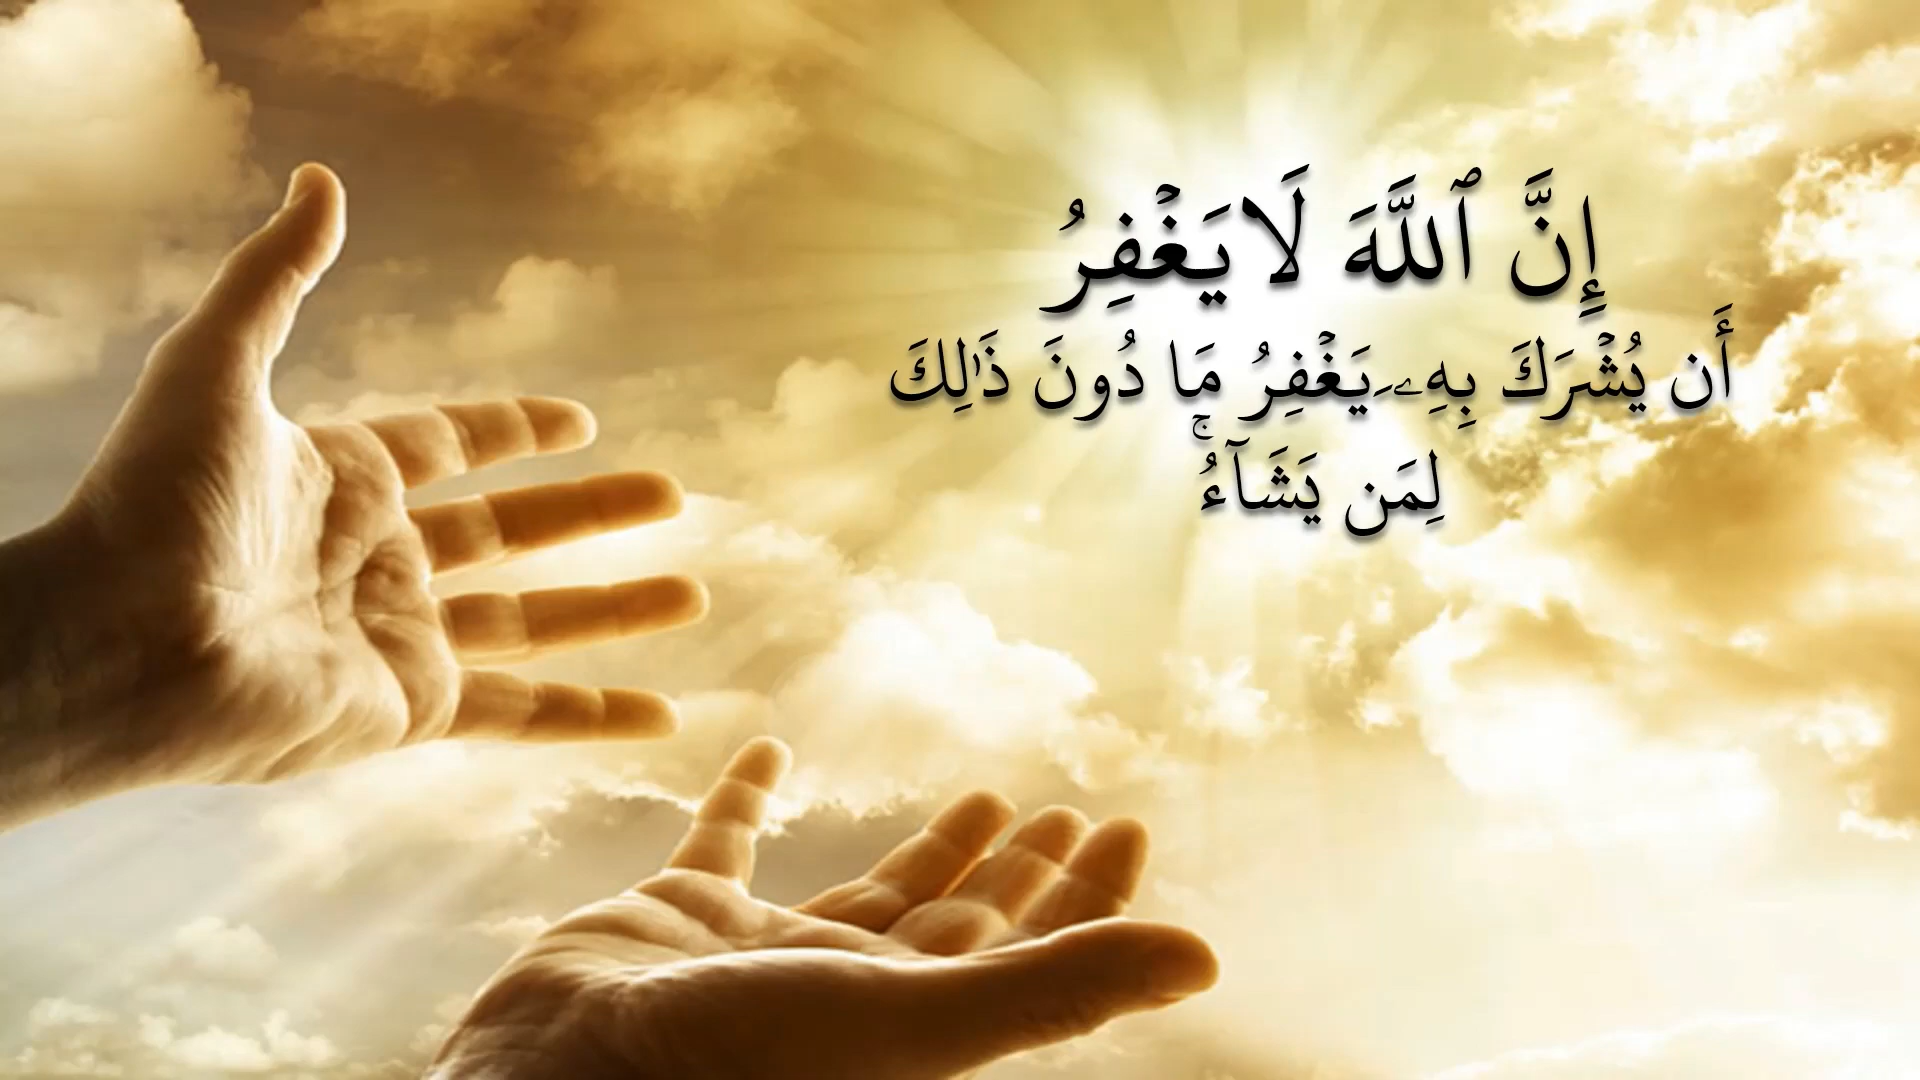 إِنَّ ٱللَّهَ لَا يَغۡفِرُ
أَن يُشۡرَكَ بِهِۦ يَغۡفِرُ مَا دُونَ ذَٰلِكَ
لِمَن يَشَآءُۚ